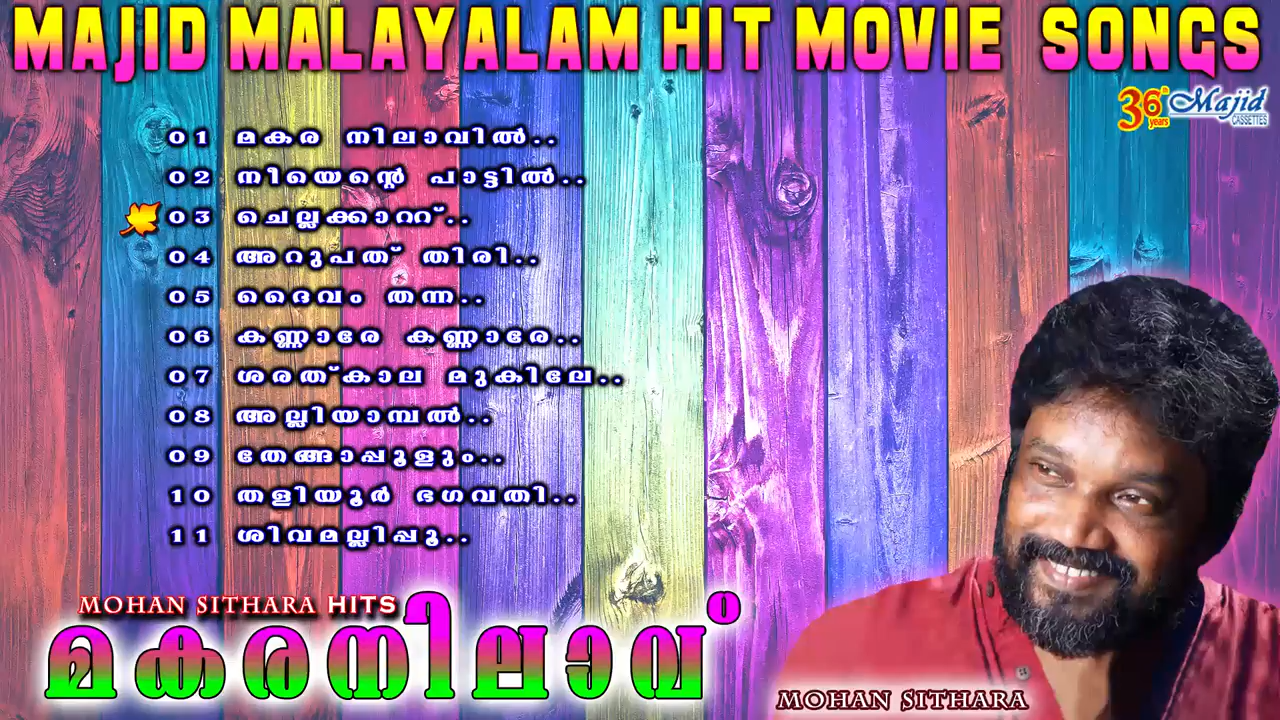 MAJID MALAYALAM HIT MOVIE SONGS
36 years Majid CASSETTES
01 മകര നിലാവിൽ..
02 നീയെന്റെ പാട്ടിൽ..
03 ചെല്ലക്കാററ്..
04 അറുപത് തിരി..
05 ദൈവം തന്ന..
06 കണ്ണാരേ കണ്ണാരേ..
07 ശരത്കാല മുകിലേ..
08 അല്ലിയാമ്പൽ..
09 തേങ്ങാപ്പൂളും..
10 തളിയൂർ ഭഗവതി..
11 ശിവമല്ലിപ്പൂ..
MOHAN SITHARA HITS
മകരനിലാവ്
MOHAN SITHARA